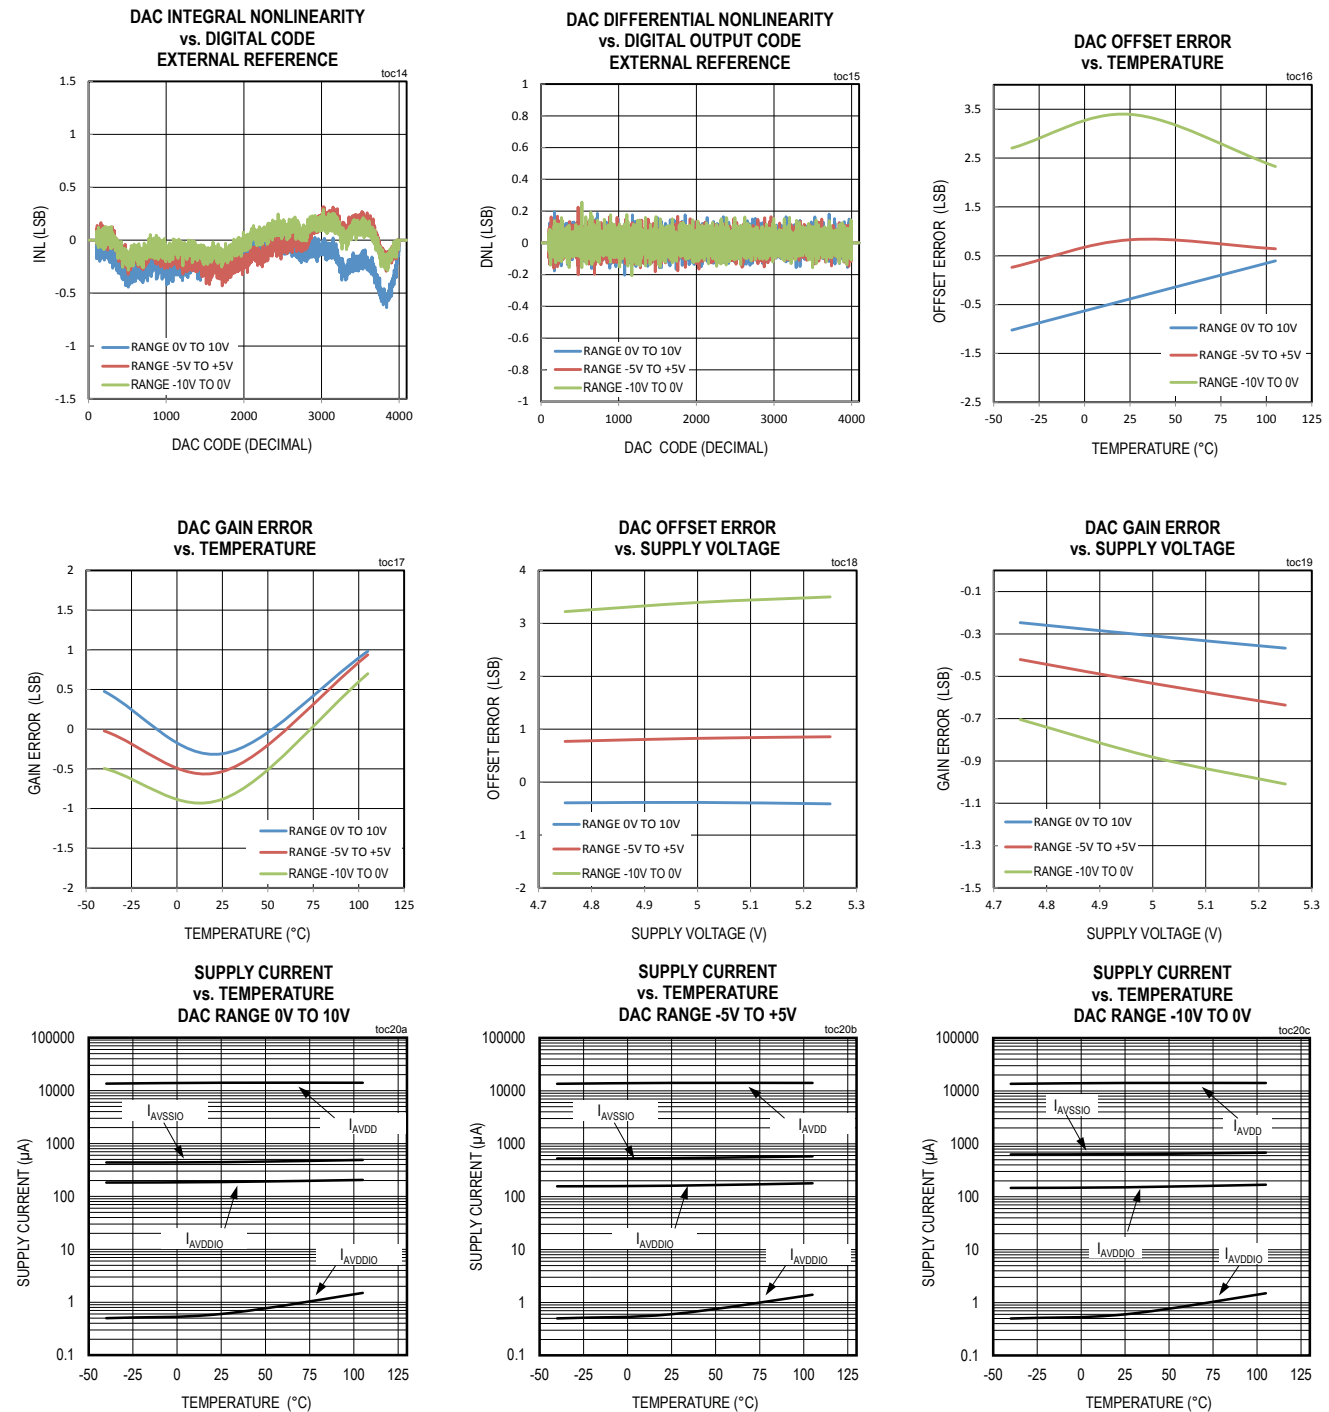 DAC INTEGRAL NONLINEARITY
vs. DIGITAL CODE
EXTERNAL REFERENCE
toc14
1.5
1
0.5
0
-0.5
-1
-1.5
INL (LSB)
RANGE 0V TO 10V
RANGE -5V TO +5V
RANGE -10V TO 0V
0 1000 2000 3000 4000
DAC CODE (DECIMAL)
DAC DIFFERENTIAL NONLINEARITY
vs. DIGITAL OUTPUT CODE
EXTERNAL REFERENCE
toc15
1
0.8
0.6
0.4
0.2
0
-0.2
-0.4
-0.6
-0.8
-1
DNL (LSB)
RANGE 0V TO 10V
RANGE -5V TO +5V
RANGE -10V TO 0V
0 1000 2000 3000 4000
DAC CODE (DECIMAL)
DAC OFFSET ERROR
vs. TEMPERATURE
toc16
3.5
2.5
1.5
0.5
-0.5
-1.5
-2.5
OFFSET ERROR (LSB)
RANGE 0V TO 10V
RANGE -5V TO +5V
RANGE -10V TO 0V
-50 -25 0 25 50 75 100 125
TEMPERATURE (°C)
DAC GAIN ERROR
vs. TEMPERATURE
toc17
2
1.5
1
0.5
0
-0.5
-1
-1.5
-2
GAIN ERROR (LSB)
RANGE 0V TO 10V
RANGE -5V TO +5V
RANGE -10V TO 0V
-50 -25 0 25 50 75 100 125
TEMPERATURE (°C)
DAC OFFSET ERROR
vs. SUPPLY VOLTAGE
toc18
4
3
2
1
0
-1
-2
OFFSET ERROR (LSB)
RANGE 0V TO 10V
RANGE -5V TO +5V
RANGE -10V TO 0V
4.7 4.8 4.9 5 5.1 5.2 5.3
SUPPLY VOLTAGE (V)
DAC GAIN ERROR
vs. SUPPLY VOLTAGE
toc19
-0.1
-0.3
-0.5
-0.7
-0.9
-1.1
-1.3
-1.5
GAIN ERROR (LSB)
RANGE 0V TO 10V
RANGE -5V TO +5V
RANGE -10V TO 0V
4.7 4.8 4.9 5 5.1 5.2 5.3
SUPPLY VOLTAGE (V)
SUPPLY CURRENT
vs. TEMPERATURE
DAC RANGE 0V TO 10V
toc20a
100000
10000
1000
100
10
1
0.1
SUPPLY CURRENT (µA)
IAVSSIO
IAVDD
IAVDDIO
IAVDDIO
-50 -25 0 25 50 75 100 125
TEMPERATURE (°C)
SUPPLY CURRENT
vs. TEMPERATURE
DAC RANGE -5V TO +5V
toc20b
100000
10000
1000
100
10
1
0.1
SUPPLY CURRENT (µA)
IAVSSIO
IAVDD
IAVDDIO
IAVDDIO
-50 -25 0 25 50 75 100 125
TEMPERATURE (°C)
SUPPLY CURRENT
vs. TEMPERATURE
DAC RANGE -10V TO 0V
toc20c
100000
10000
1000
100
10
1
0.1
SUPPLY CURRENT (µA)
IAVSSIO
IAVDD
IAVDDIO
IAVDDIO
-50 -25 0 25 50 75 100 125
TEMPERATURE (°C)